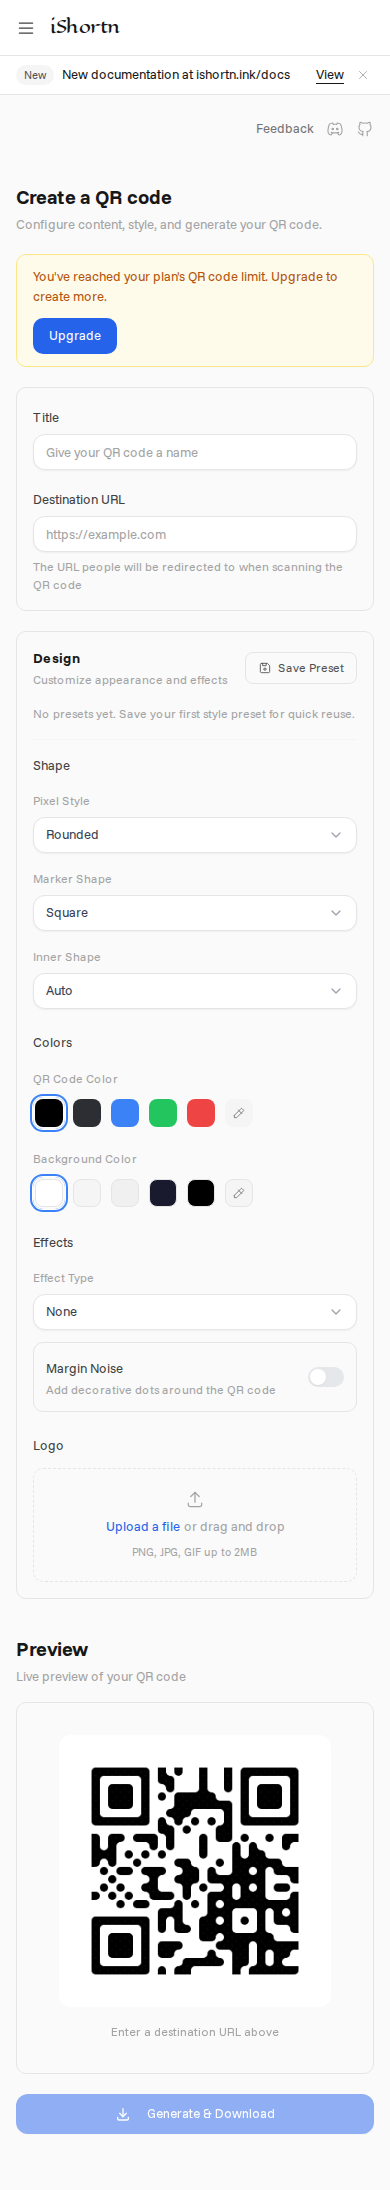 iShortn
New New documentation at ishortn.ink/docs View
Feedback
Create a QR code
Configure content, style, and generate your QR code.
You've reached your plan's QR code limit. Upgrade to
create more.
Upgrade
Title
Give your QR code a name
Destination URL
https://example.com
The URL people will be redirected to when scanning the
QR code
Design
Customize appearance and effects
Save Preset
No presets yet. Save your first style preset for quick reuse.
Shape
Pixel Style
Rounded
Marker Shape
Square
Inner Shape
Auto
Colors
QR Code Color
Background Color
Effects
Effect Type
None
Margin Noise
Add decorative dots around the QR code
Logo
Upload a file or drag and drop
PNG, JPG, GIF up to 2MB
Preview
Live preview of your QR code
Enter a destination URL above
Generate & Download